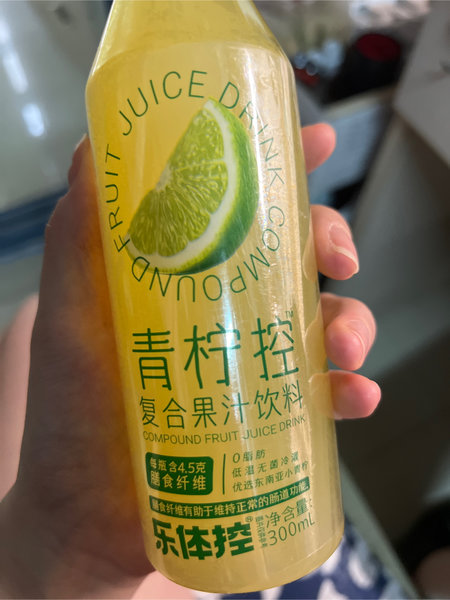 COMPOUND FRUIT JUICE DRINK
青柠控™
复合果汁饮料
COMPOUND FRUIT JUICE DRINK
每瓶含4.5克
膳食纤维
0脂肪
低温无菌冷灌
优选东南亚小青柠
膳食纤维有助于维持正常的肠道功能
乐体控®
净含量:
300mL